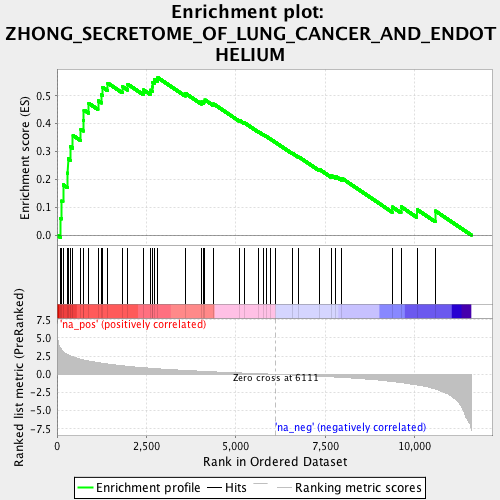 Enrichment plot:
ZHONG_SECRETOME_OF_LUNG_CANCER_AND_ENDOT
HELIUM
Enrichment score (ES)
0.5
0.4
0.3
0.2
0.1
0.0
Ranked list metric (PreRanked)
7.5
5.0
2.5
0.0
-2.5
-5.0
-7.5
'na_pos' (positively correlated)
Zero cross at 6111
'na_neg' (negatively correlated)
0
2,500
5,000
7,500
10,000
Rank in Ordered Dataset
Enrichment profile
Hits
Ranking metric scores